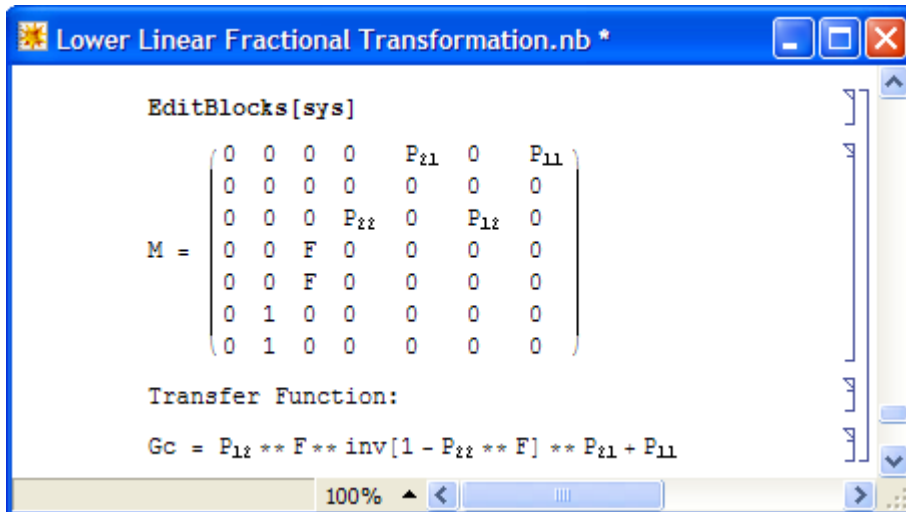 Lower Linear Fractional Transformation.nb *
EditBlocks[sys]
0 0 0 0 P₂₁ 0 P₁₁
0 0 0 0 0 0 0
0 0 0 P₂₂ 0 P₁₂ 0
M = 0 0 F 0 0 0 0
0 0 F 0 0 0 0
0 1 0 0 0 0 0
0 1 0 0 0 0 0
Transfer Function:
Gc = P₁₂ ** F ** inv[1 - P₂₂ ** F] ** P₂₁ + P₁₁
100%